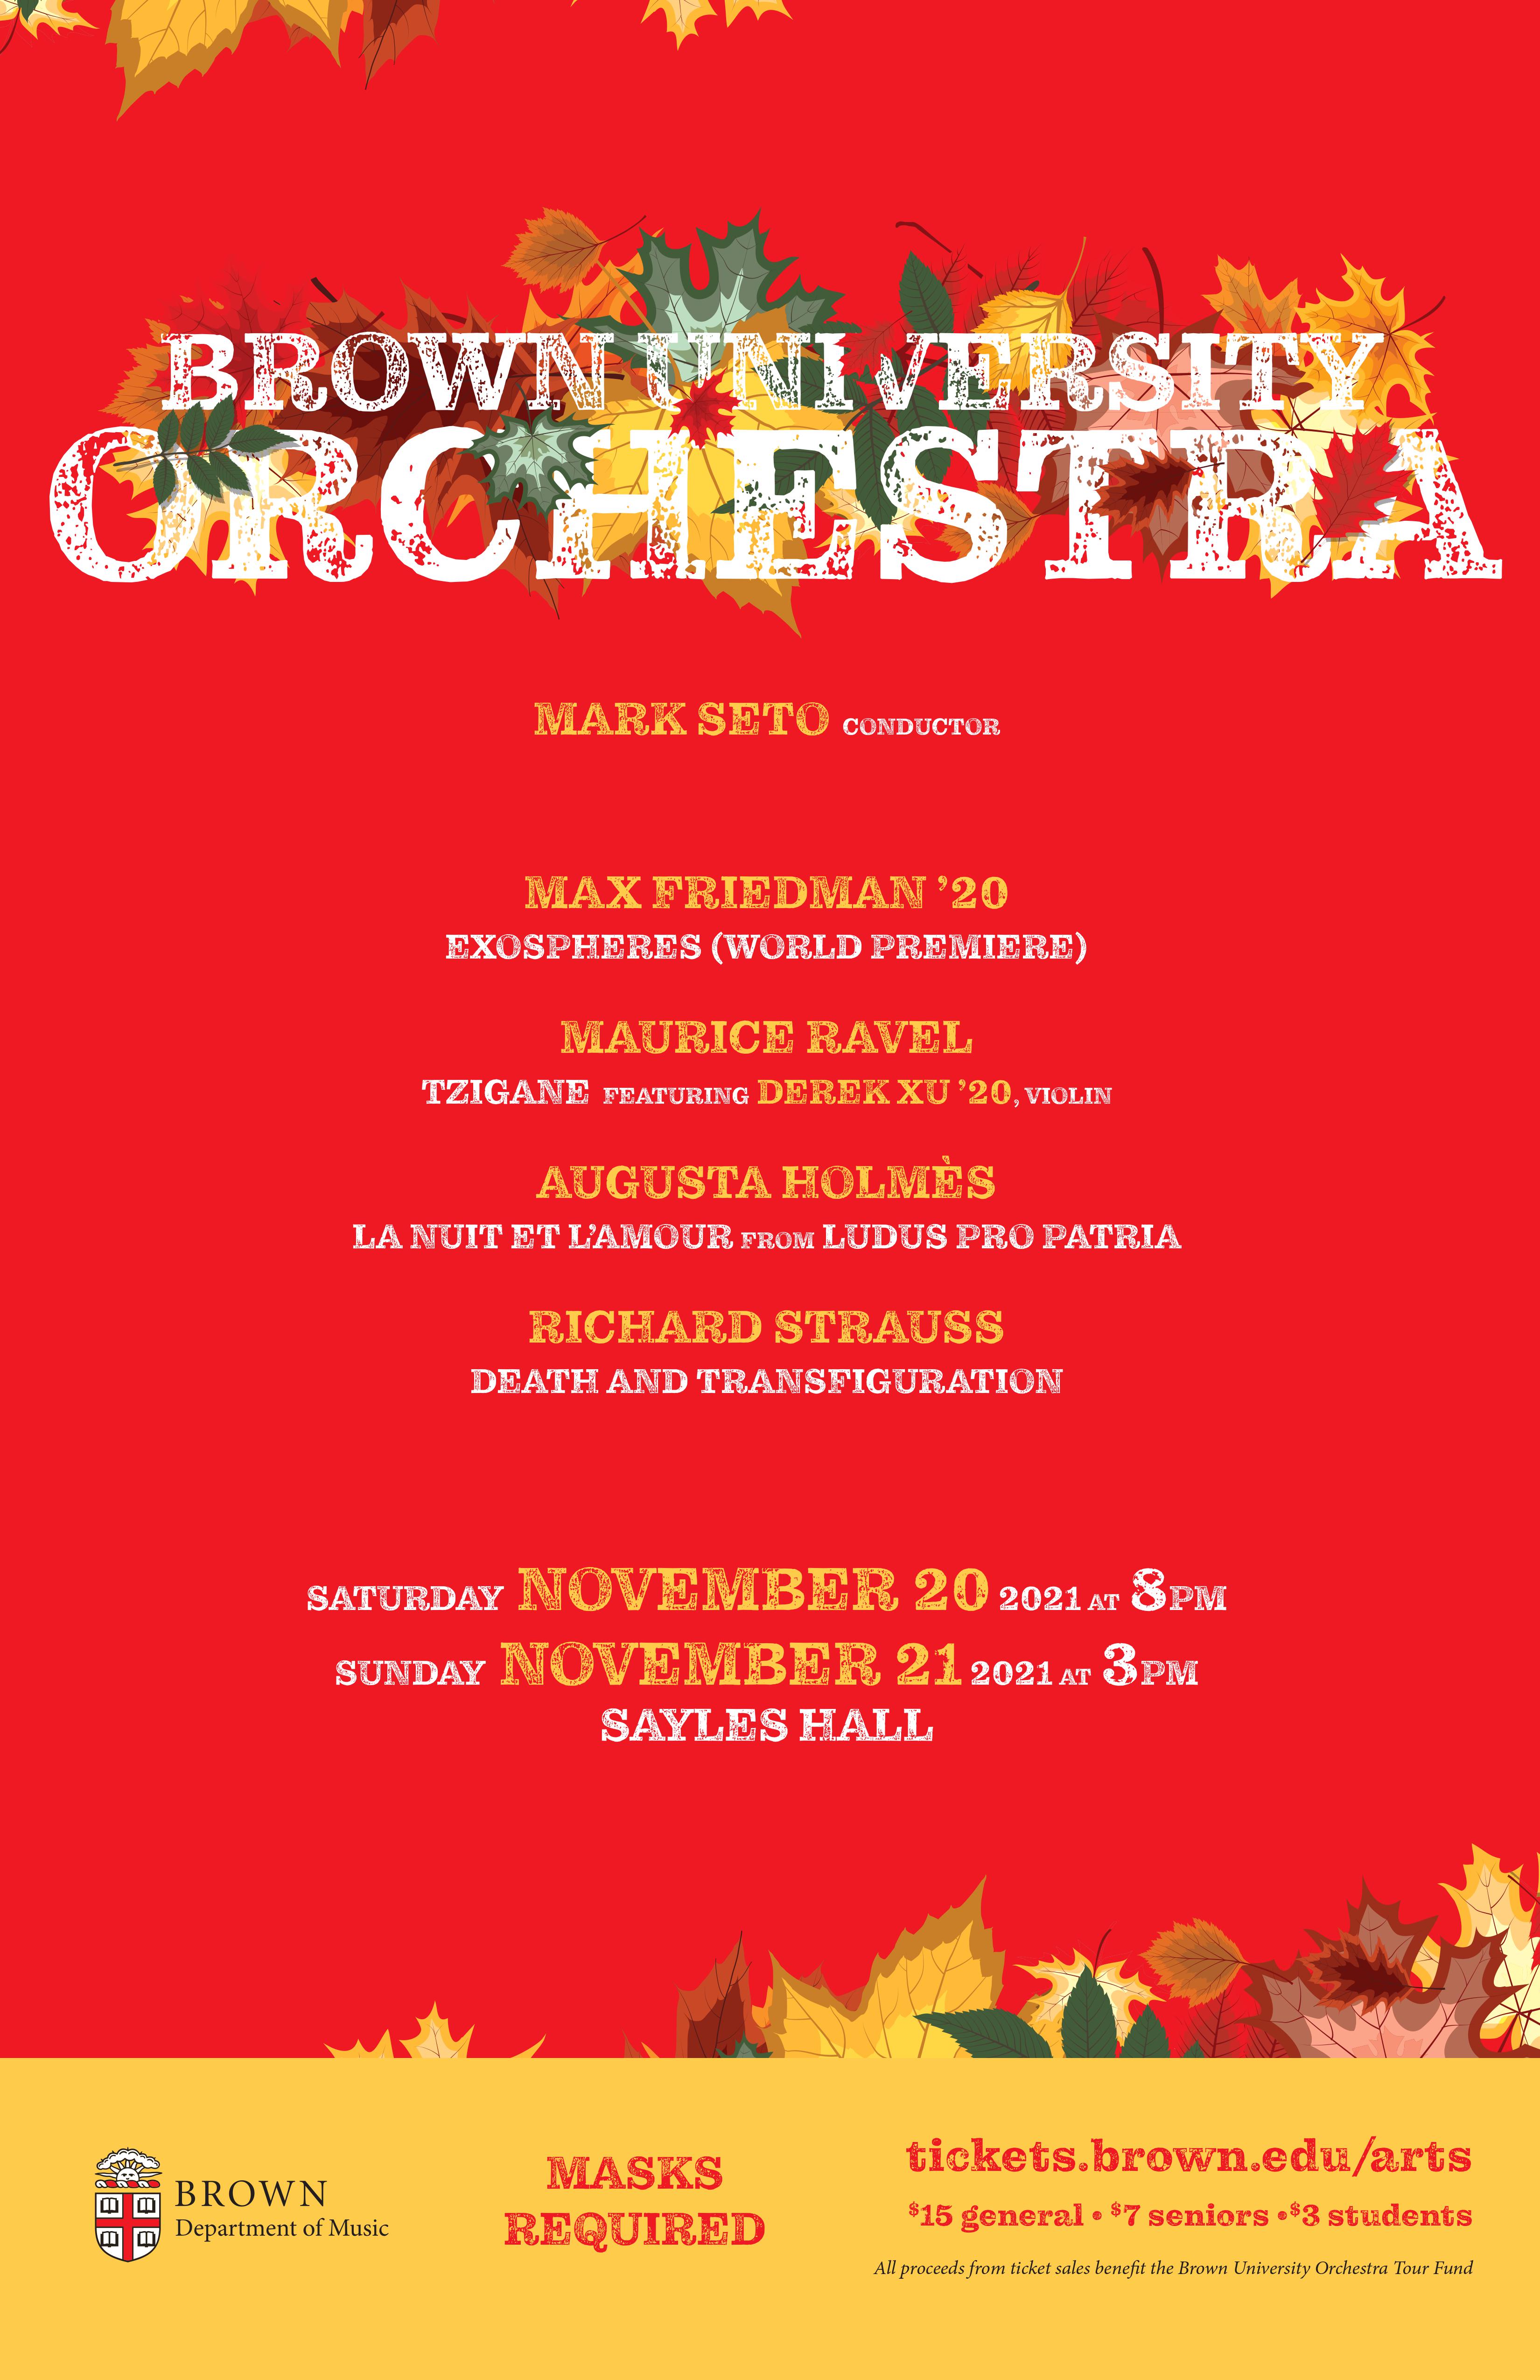 BROWN UNIVERSITY
ORCHESTRA
MARK SETO CONDUCTOR
MAX FRIEDMAN ’20
EXOSPHERES (WORLD PREMIERE)
MAURICE RAVEL
TZIGANE FEATURING DEREK XU ’20, VIOLIN
AUGUSTA HOLMÈS
LA NUIT ET L’AMOUR FROM LUDUS PRO PATRIA
RICHARD STRAUSS
DEATH AND TRANSFIGURATION
SATURDAY NOVEMBER 20 2021 AT 8PM
SUNDAY NOVEMBER 21 2021 AT 3PM
SAYLES HALL
BROWN
Department of Music
MASKS
REQUIRED
tickets.brown.edu/arts
$15 general • $7 seniors •$3 students
All proceeds from ticket sales benefit the Brown University Orchestra Tour Fund